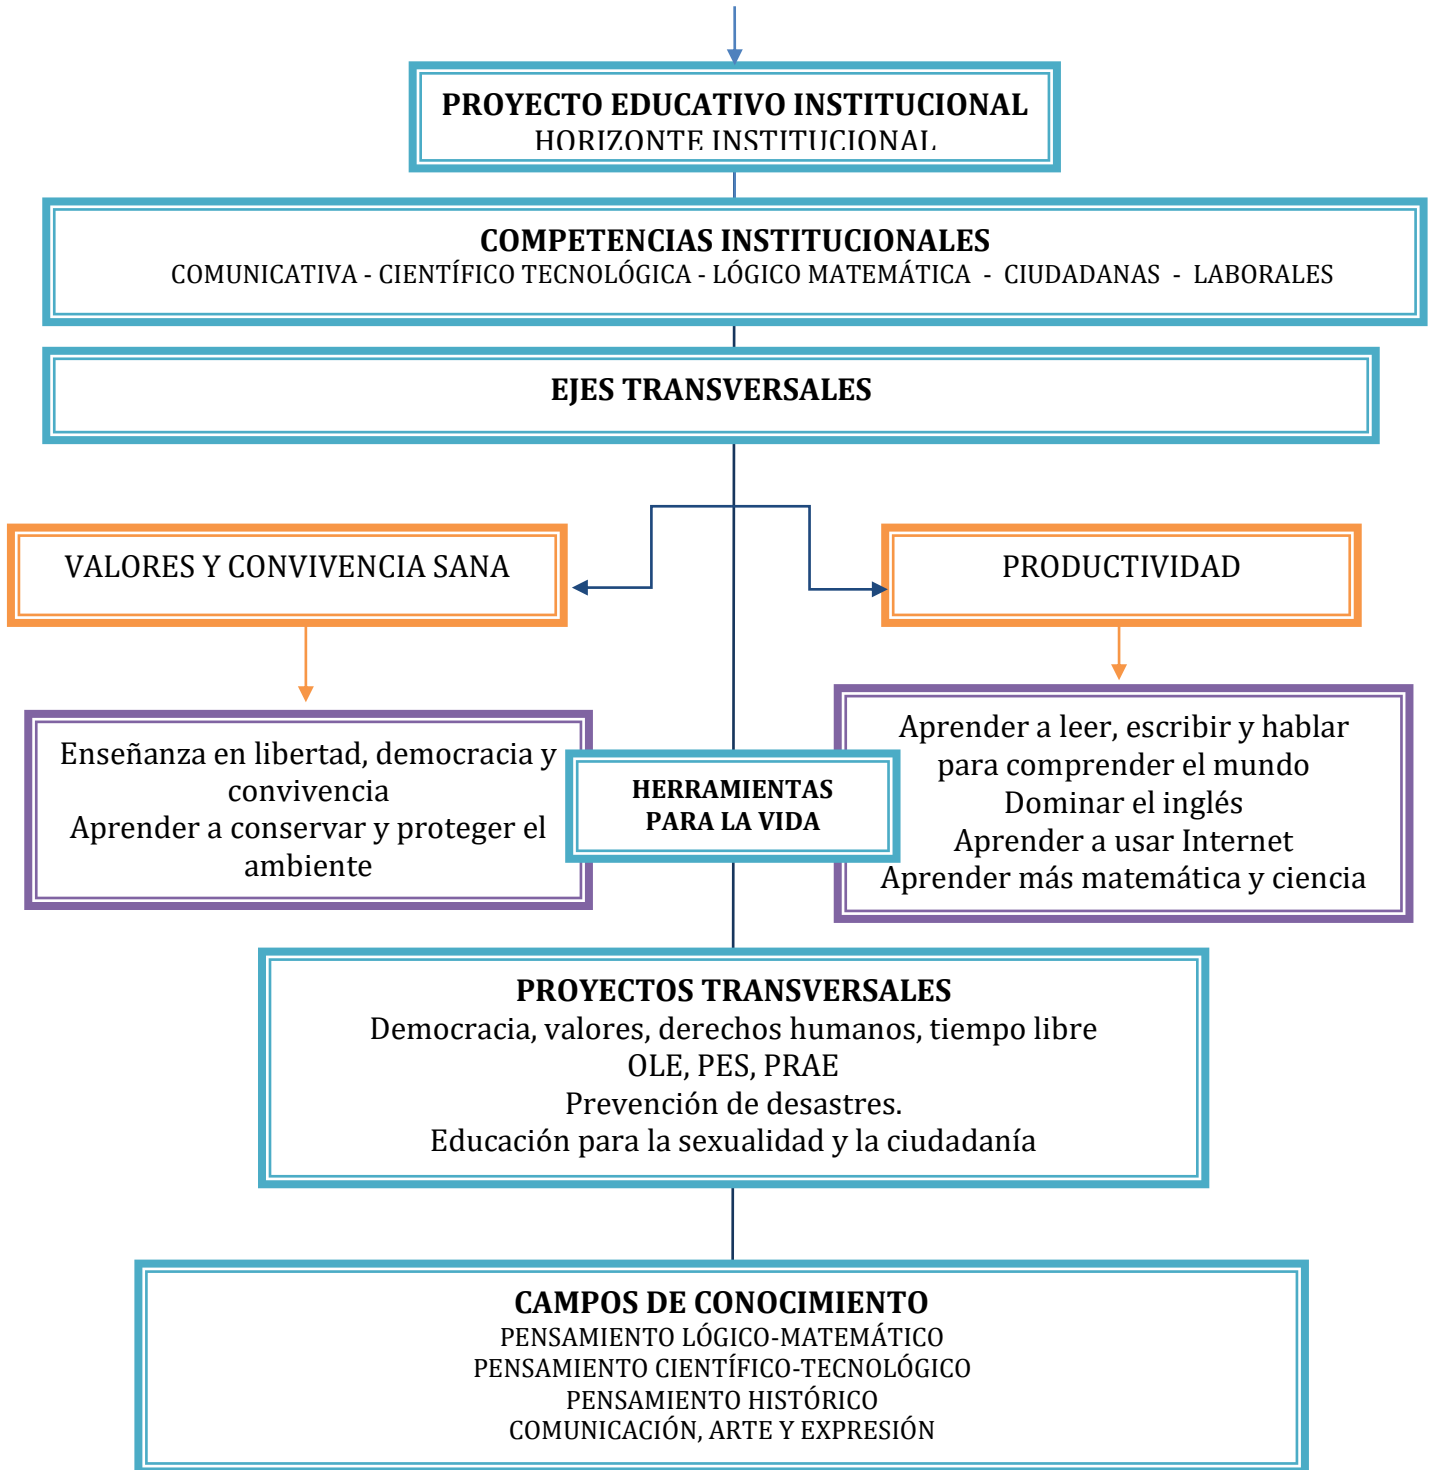 PROYECTO EDUCATIVO INSTITUCIONAL
HORIZONTE INSTITUCIONAL
COMPETENCIAS INSTITUCIONALES
COMUNICATIVA - CIENTÍFICO TECNOLÓGICA - LÓGICO MATEMÁTICA - CIUDADANAS - LABORALES
EJES TRANSVERSALES
VALORES Y CONVIVENCIA SANA
PRODUCTIVIDAD
Enseñanza en libertad, democracia y
convivencia
Aprender a conservar y proteger el
ambiente
HERRAMIENTAS
PARA LA VIDA
Aprender a leer, escribir y hablar
para comprender el mundo
Dominar el inglés
Aprender a usar Internet
Aprender más matemática y ciencia
PROYECTOS TRANSVERSALES
Democracia, valores, derechos humanos, tiempo libre
OLE, PES, PRAE
Prevención de desastres.
Educación para la sexualidad y la ciudadanía
CAMPOS DE CONOCIMIENTO
PENSAMIENTO LÓGICO-MATEMÁTICO
PENSAMIENTO CIENTÍFICO-TECNOLÓGICO
PENSAMIENTO HISTÓRICO
COMUNICACIÓN, ARTE Y EXPRESIÓN